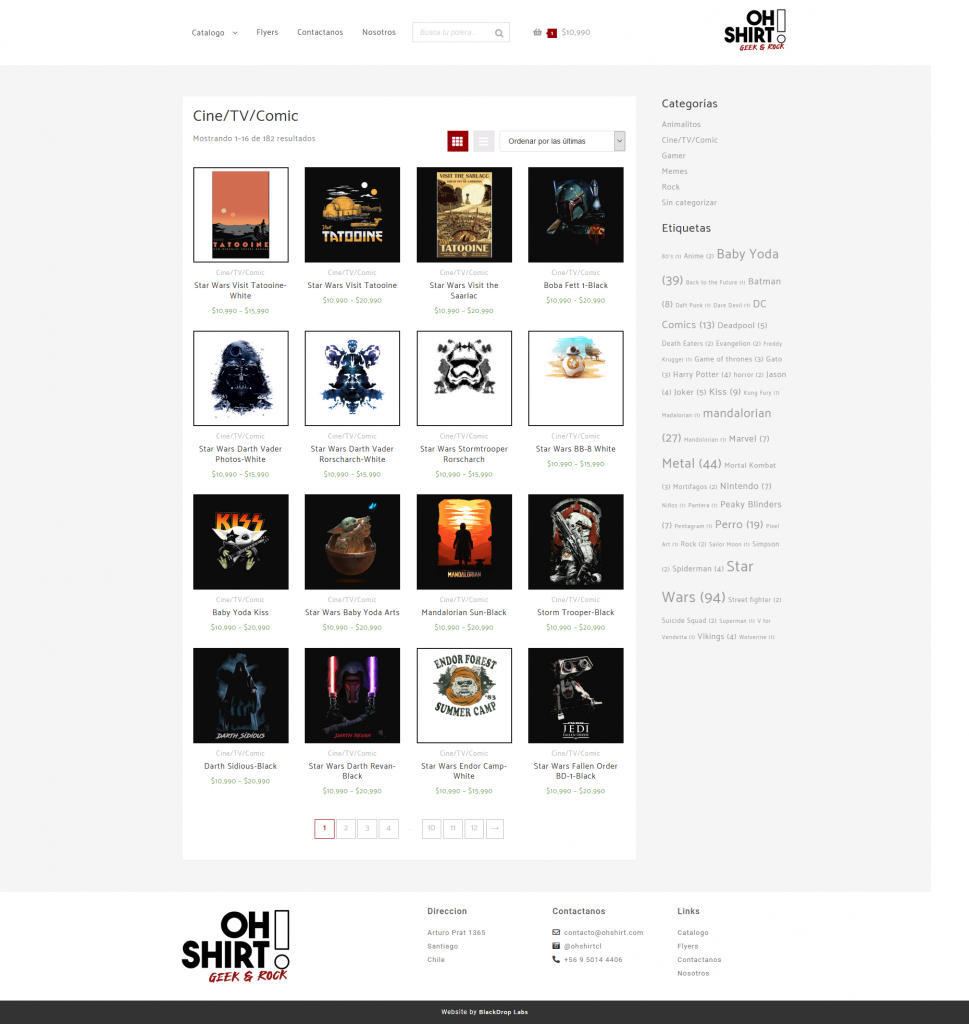 Catalogo
Flyers
Contactanos
Nosotros
Busca tu polera...
1
$10,990
OH
SHIRT!
GEEK & ROCK
Cine/TV/Comic
Mostrando 1–16 de 182 resultados
Ordenar por las últimas
TATOOINE
Visit
TATOOINE
VISIT THE SARLACC
TATOOINE
Cine/TV/Comic
Star Wars Visit Tatooine-
White
$10,990 – $15,990
Cine/TV/Comic
Star Wars Visit Tatooine
$10,990 – $20,990
Cine/TV/Comic
Star Wars Visit the
Saarlac
$10,990 – $20,990
Cine/TV/Comic
Boba Fett 1-Black
$10,990 – $20,990
Cine/TV/Comic
Star Wars Darth Vader
Photos-White
$10,990 – $15,990
Cine/TV/Comic
Star Wars Darth Vader
Rorscharch-White
$10,990 – $15,990
Cine/TV/Comic
Star Wars Stormtrooper
Rorscharch
$10,990 – $15,990
Cine/TV/Comic
Star Wars BB-8 White
$10,990 – $15,990
KISS
MANDALORIAN
Cine/TV/Comic
Baby Yoda Kiss
$10,990 – $20,990
Cine/TV/Comic
Star Wars Baby Yoda Arts
$10,990 – $20,990
Cine/TV/Comic
Mandalorian Sun-Black
$10,990 – $20,990
Cine/TV/Comic
Storm Trooper-Black
$10,990 – $20,990
DARTH SIDIOUS
DARTH REVAN
ENDOR FOREST
'83
SUMMER CAMP
STAR WARS
JEDI
FALLEN ORDER
Cine/TV/Comic
Darth Sidious-Black
$10,990 – $20,990
Cine/TV/Comic
Star Wars Darth Revan-
Black
$10,990 – $20,990
Cine/TV/Comic
Star Wars Endor Camp-
White
$10,990 – $15,990
Cine/TV/Comic
Star Wars Fallen Order
BD-1-Black
$10,990 – $20,990
1 2 3 4 … 10 11 12 →
Categorías
Animalitos
Cine/TV/Comic
Gamer
Memes
Rock
Sin categorizar
Etiquetas
80's (1) Anime (2) Baby Yoda
(39) Back to the Future (1) Batman
(8) Daft Punk (1) Dare Devil (1) DC
Comics (13) Deadpool (5)
Death Eaters (2) Evangelion (2) Freddy
Krugger (1) Game of thrones (3) Gato
(3) Harry Potter (4) horror (2) Jason
(4) Joker (5) Kiss (9) Kung Fury (1)
Madalorian (1) mandalorian
(27) Mandolorian (1) Marvel (7)
Metal (44) Mortal Kombat
(3) Mortifagos (2) Nintendo (7)
Niños (1) Pantera (1) Peaky Blinders
(7) Pentagram (1) Perro (19) Pixel
Art (1) Rock (2) Sailor Moon (1) Simpson
(2) Spiderman (4) Star
Wars (94) Street fighter (2)
Suicide Squad (2) Superman (1) V for
Vendetta (1) Vikings (4) Wolverine (1)
OH
SHIRT!
GEEK & ROCK
Direccion
Arturo Prat 1365
Santiago
Chile
Contactanos
contacto@ohshirt.com
@ohshirtcl
+56 9 5014 4406
Links
Catalogo
Flyers
Contactanos
Nosotros
Website by BlackDrop Labs